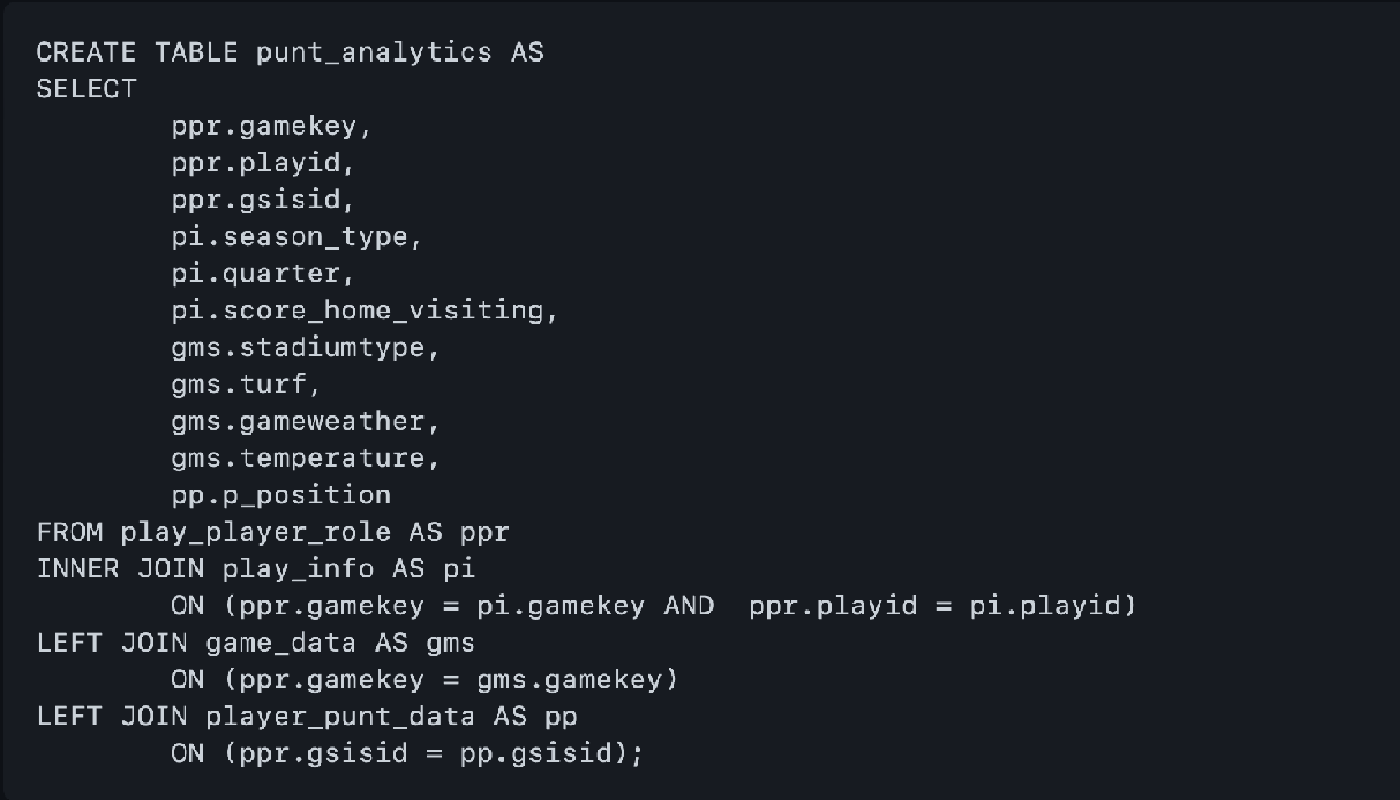 CREATE TABLE punt_analytics AS
SELECT
        ppr.gamekey,
        ppr.playid,
        ppr.gsisid,
        pi.season_type,
        pi.quarter,
        pi.score_home_visiting,
        gms.stadiumtype,
        gms.turf,
        gms.gameweather,
        gms.temperature,
        pp.p_position
FROM play_player_role AS ppr
INNER JOIN play_info AS pi
        ON (ppr.gamekey = pi.gamekey AND  ppr.playid = pi.playid)
LEFT JOIN game_data AS gms
        ON (ppr.gamekey = gms.gamekey)
LEFT JOIN player_punt_data AS pp
        ON (ppr.gsisid = pp.gsisid);